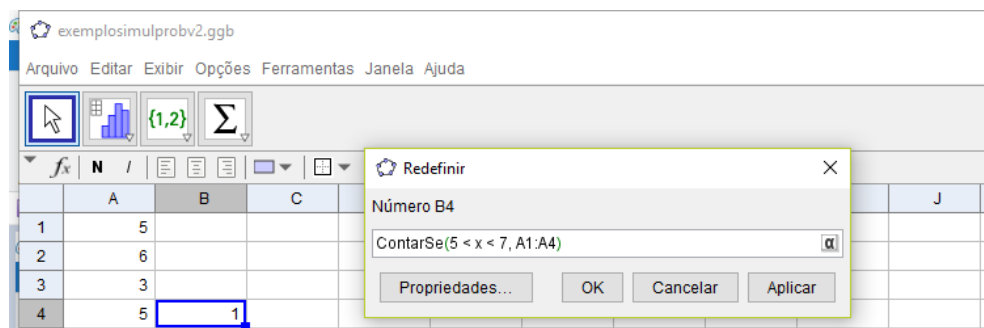 exemplosimulprobv2.ggb
Arquivo Editar Exibir Opções Ferramentas Janela Ajuda
{1,2} Σ
fx N I
Redefinir
Número B4
ContarSe(5 < x < 7, A1:A4)
α
Propriedades... OK Cancelar Aplicar
A B C J
1 5
2 6
3 3
4 5 1